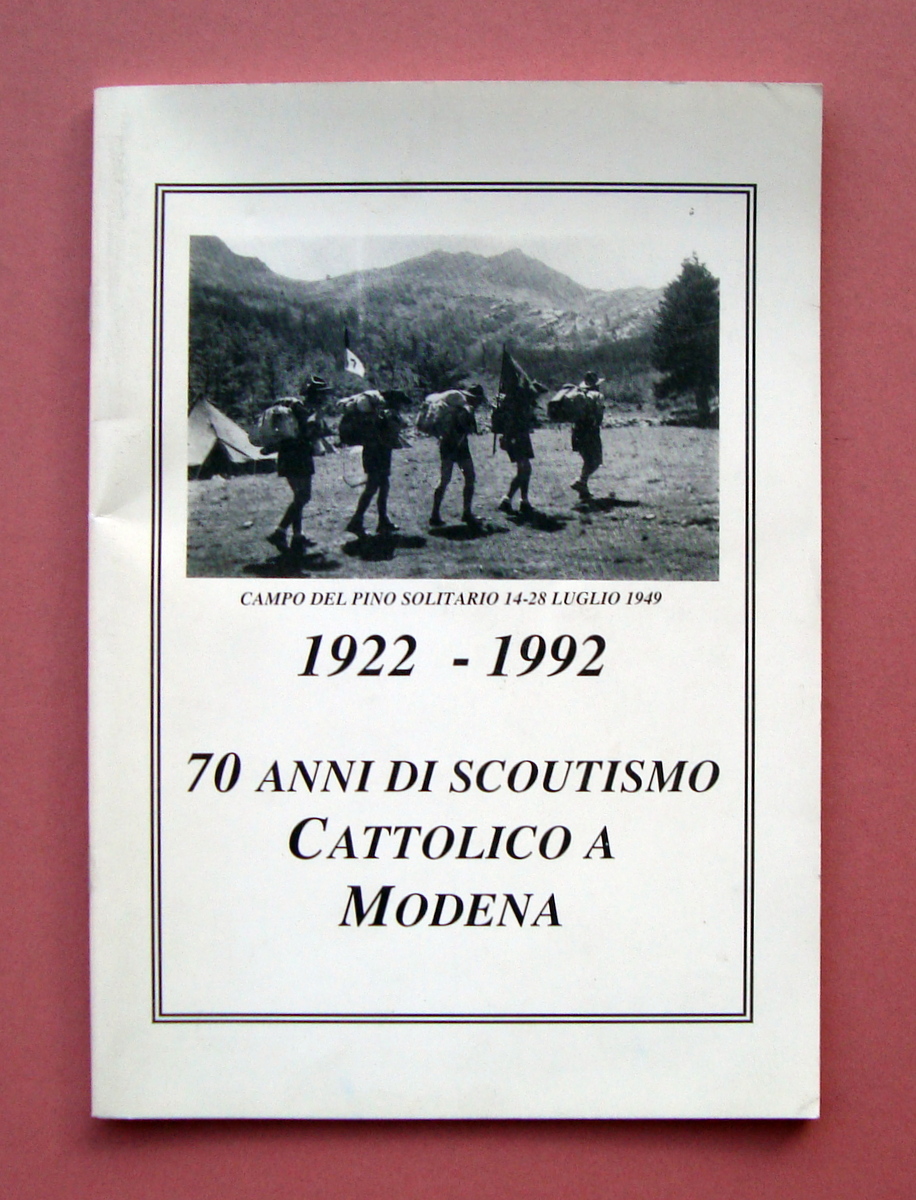 CAMPO DEL PINO SOLITARIO 14-28 LUGLIO 1949
1922 - 1992
70 ANNI DI SCOUTISMO
CATTOLICO A
MODENA